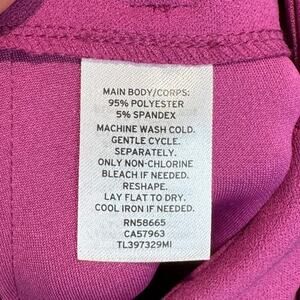 MAIN BODY/CORPS:
95% POLYESTER
5% SPANDEX
MACHINE WASH COLD.
GENTLE CYCLE.
SEPARATELY.
ONLY NON-CHLORINE
BLEACH IF NEEDED.
RESHAPE.
LAY FLAT TO DRY.
COOL IRON IF NEEDED.
RN58665
CA57963
TL397329MI